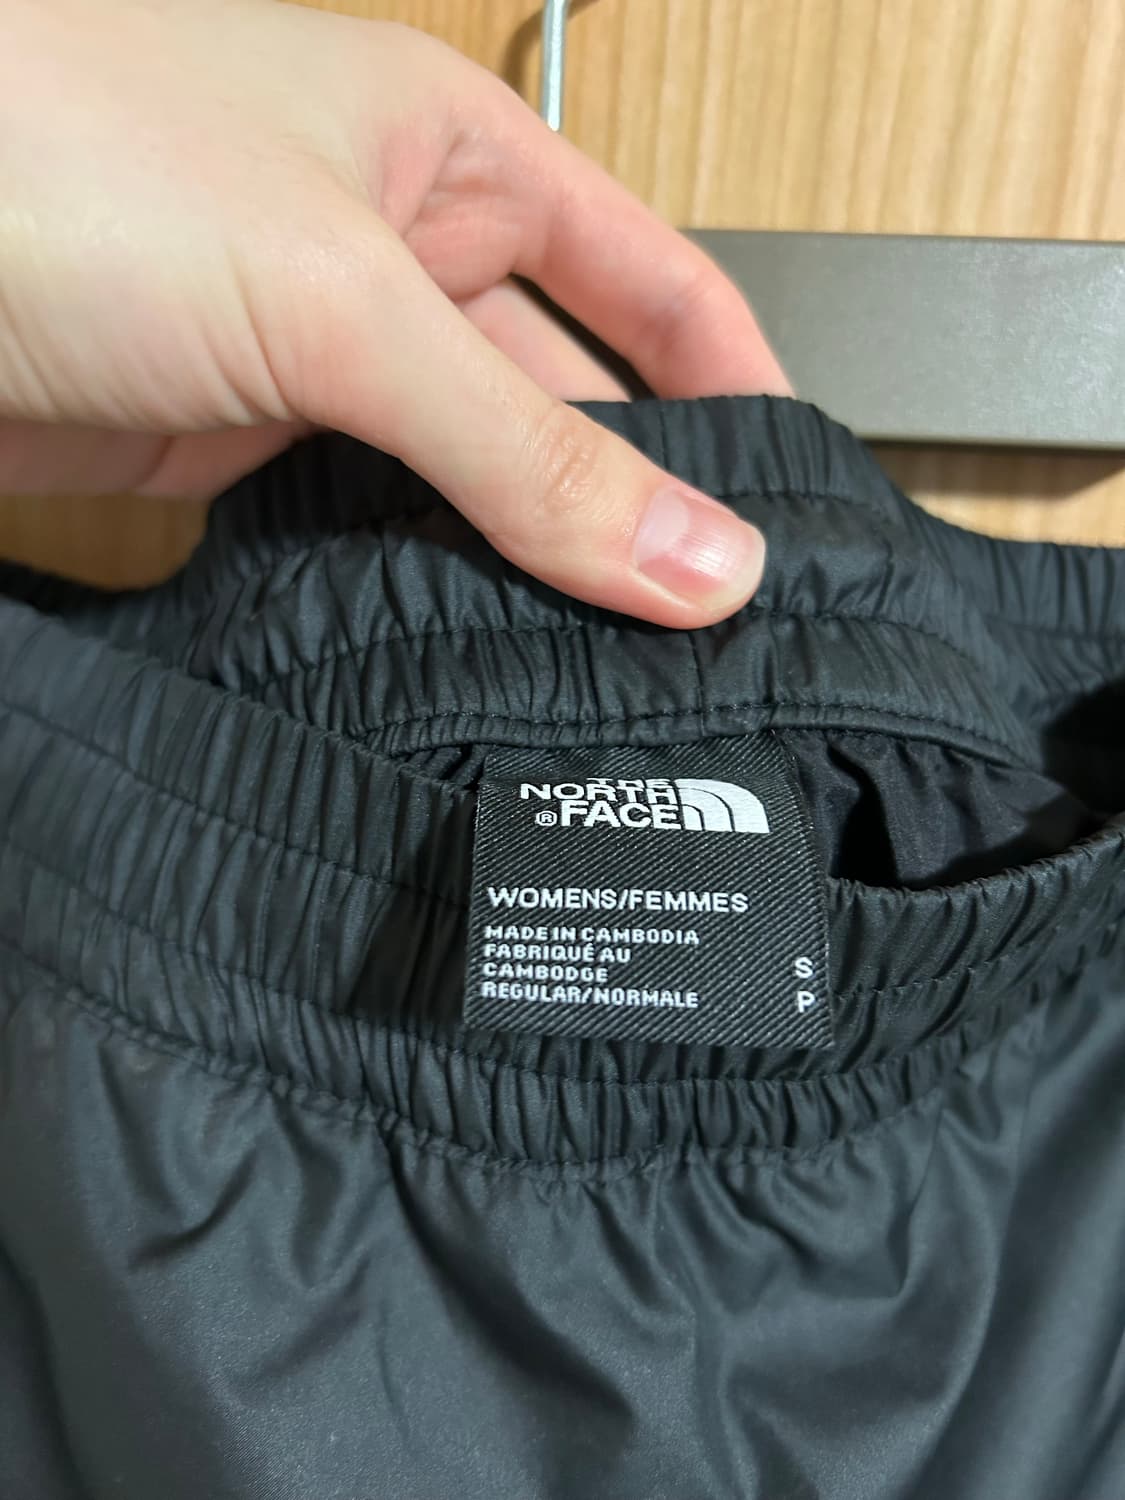 THE
NORTH
® FACE
WOMENS/FEMMES
MADE IN CAMBODIA
FABRIQUÉ AU
CAMBODGE
REGULAR/NORMALE
S
P